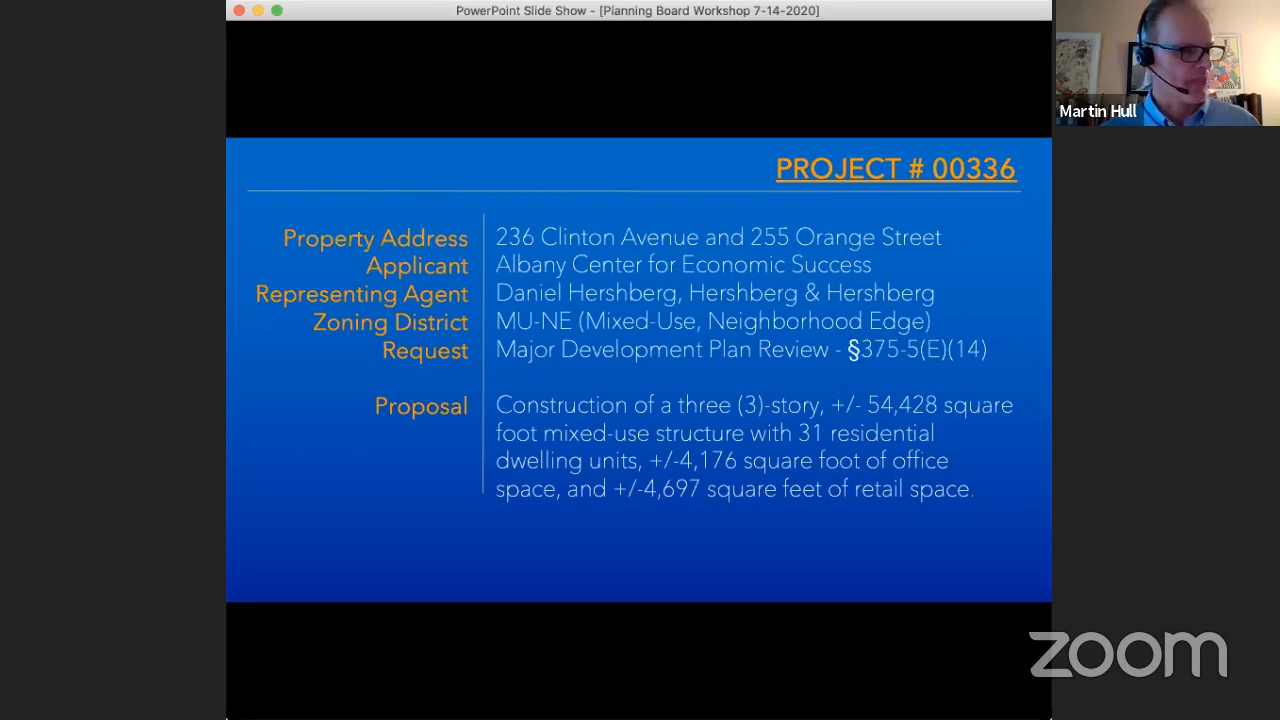 PowerPoint Slide Show - [Planning Board Workshop 7-14-2020]
Martin Hull
PROJECT # 00336
Property Address 236 Clinton Avenue and 255 Orange Street
Applicant Albany Center for Economic Success
Representing Agent Daniel Hershberg, Hershberg & Hershberg
Zoning District MU-NE (Mixed-Use, Neighborhood Edge)
Request Major Development Plan Review - §375-5(E)(14)
Proposal Construction of a three (3)-story, +/- 54,428 square
foot mixed-use structure with 31 residential
dwelling units, +/-4,176 square foot of office
space, and +/-4,697 square feet of retail space.
zoom